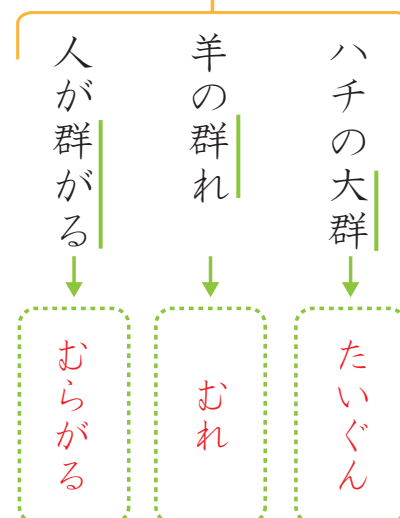 ハチの大群
たいぐん
羊の群れ
むれ
人が群がる
むらがる